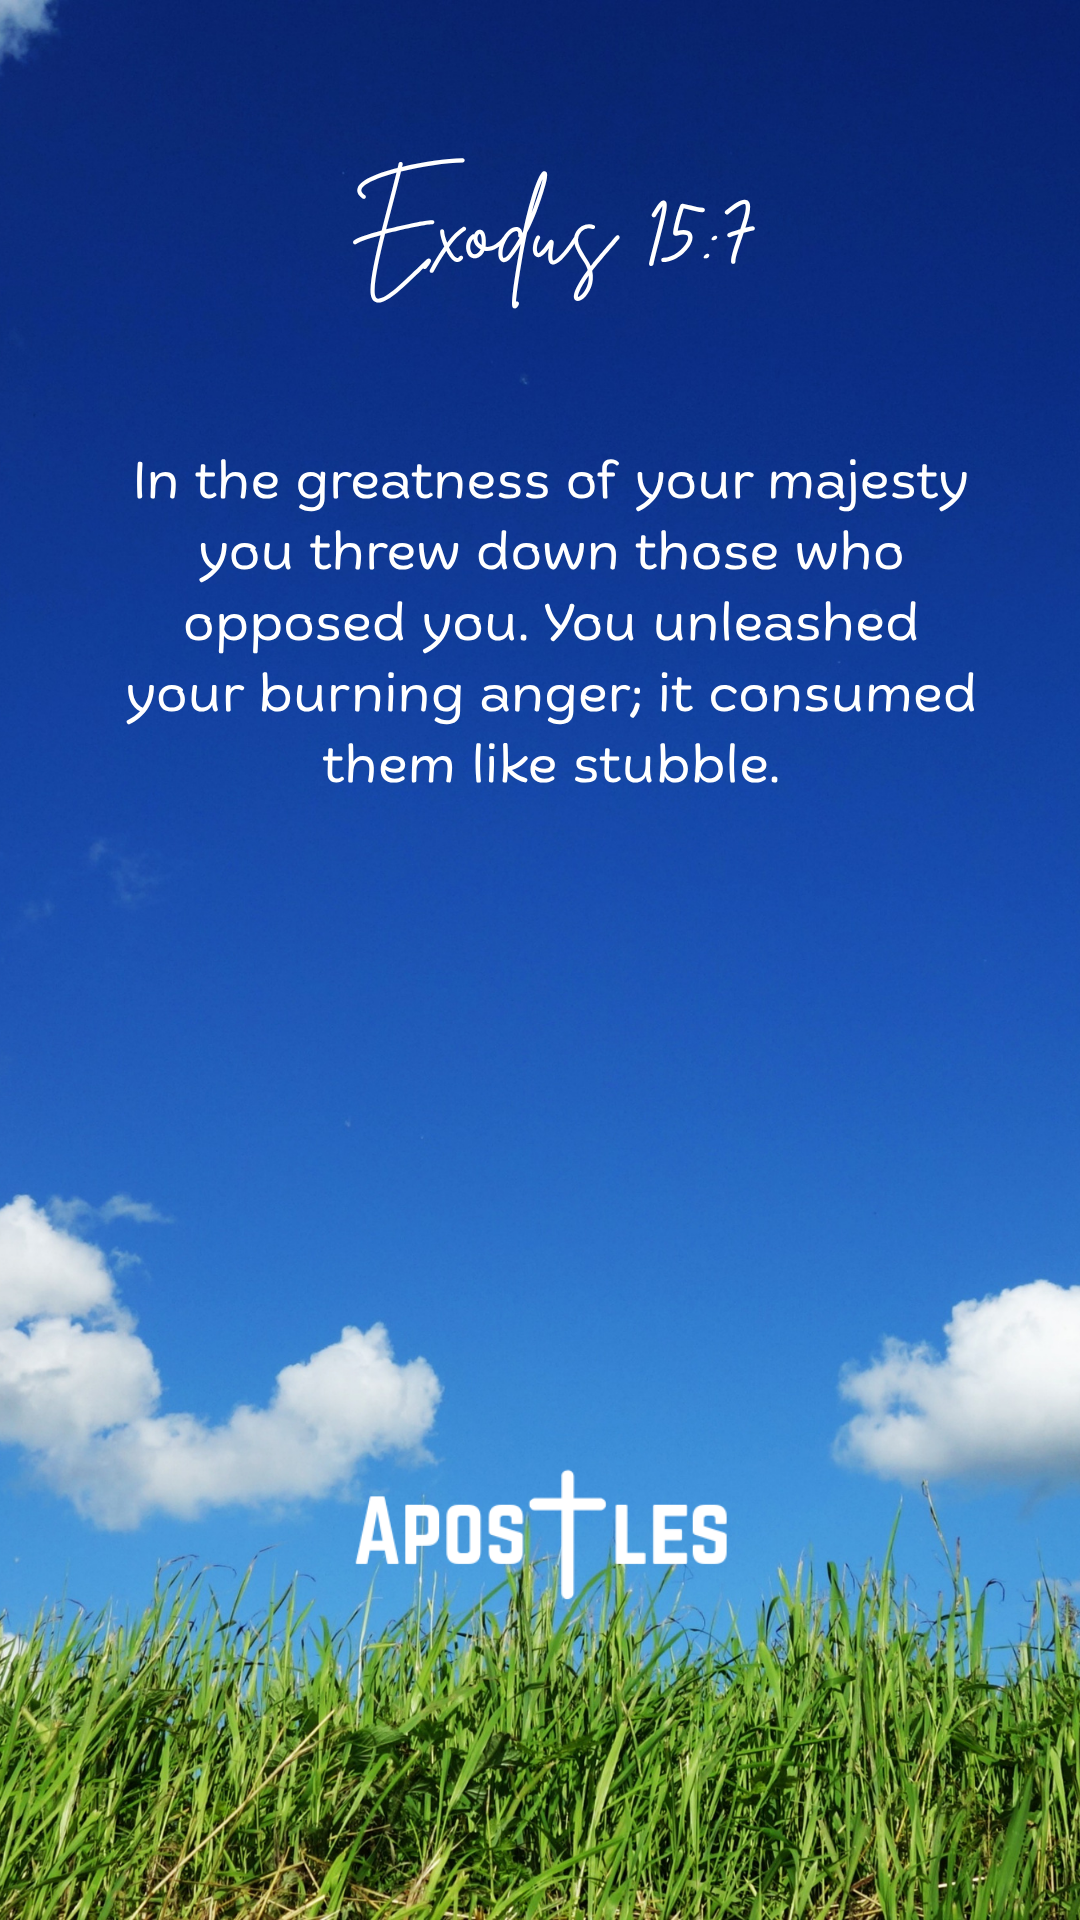 Exodus 15:7
In the greatness of your majesty
you threw down those who
opposed you. You unleashed
your burning anger; it consumed
them like stubble.
APOSTLES